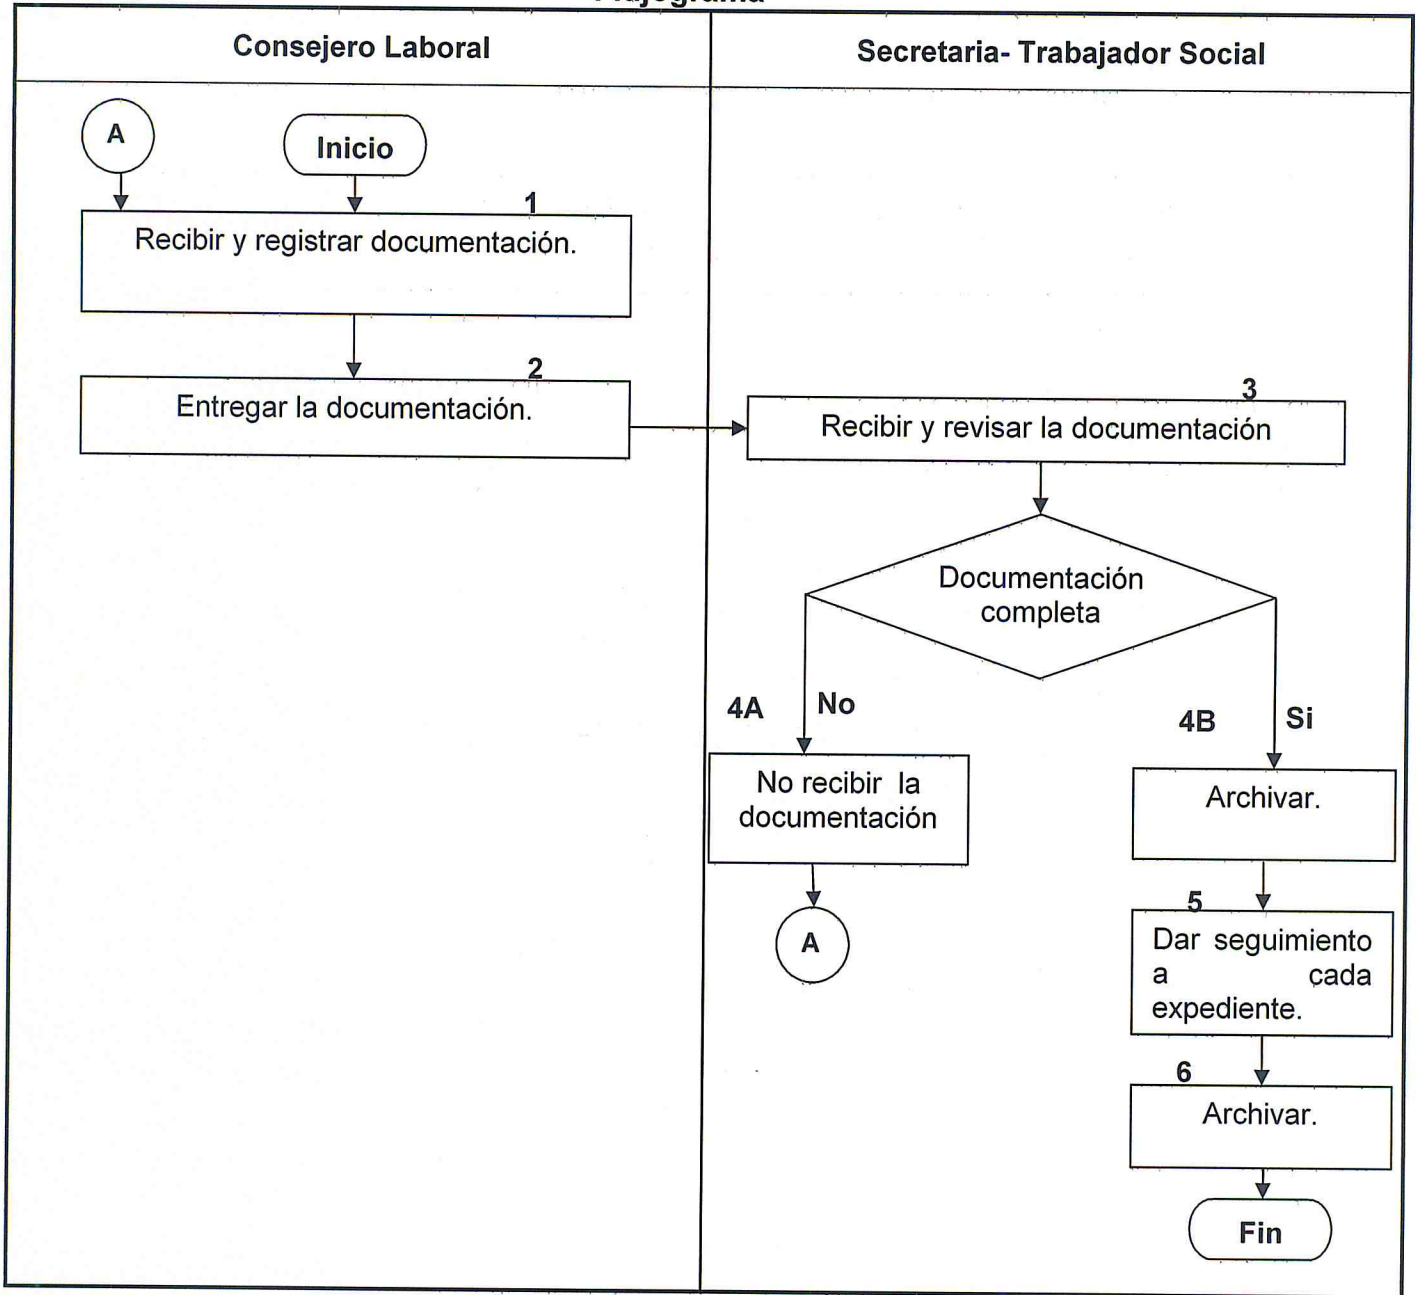 Consejero Laboral
Secretaria- Trabajador Social
A
Inicio
1
Recibir y registrar documentación.
2
Entregar la documentación.
3
Recibir y revisar la documentación
Documentación
completa
4A
No
4B
Si
No recibir la
documentación
Archivar.
A
5
Dar seguimiento
a cada
expediente.
6
Archivar.
Fin